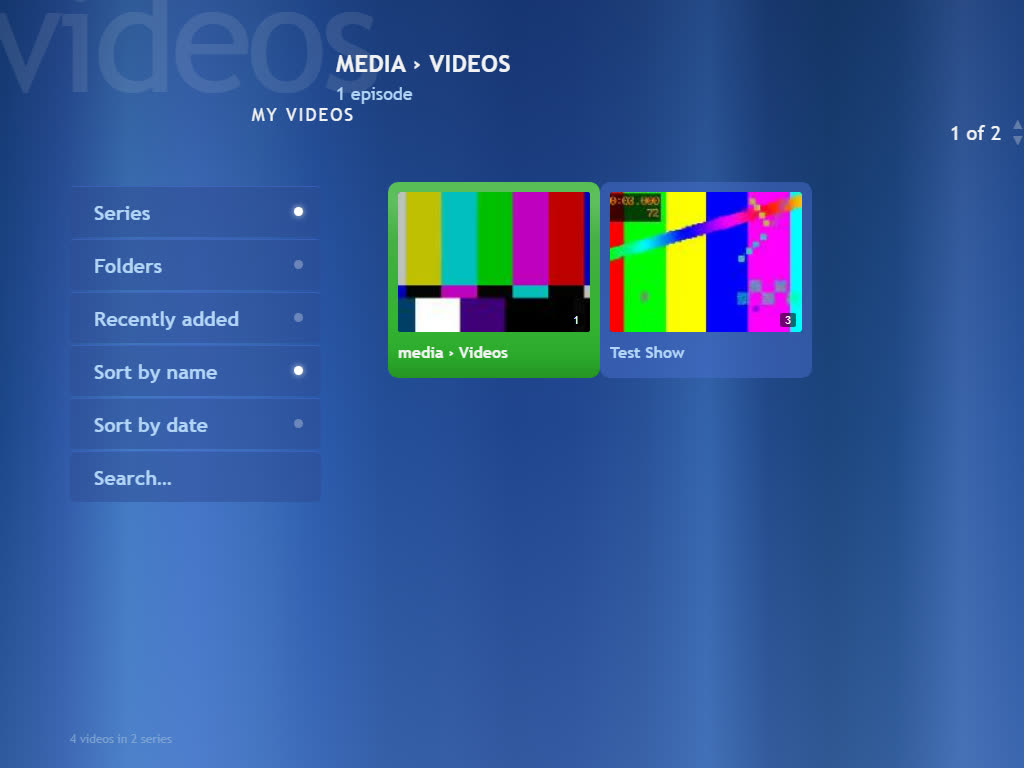 videos
MEDIA › VIDEOS
1 episode
MY VIDEOS
1 of 2
Series
Folders
Recently added
Sort by name
Sort by date
Search...
72
1
3
media › Videos
Test Show
4 videos in 2 series